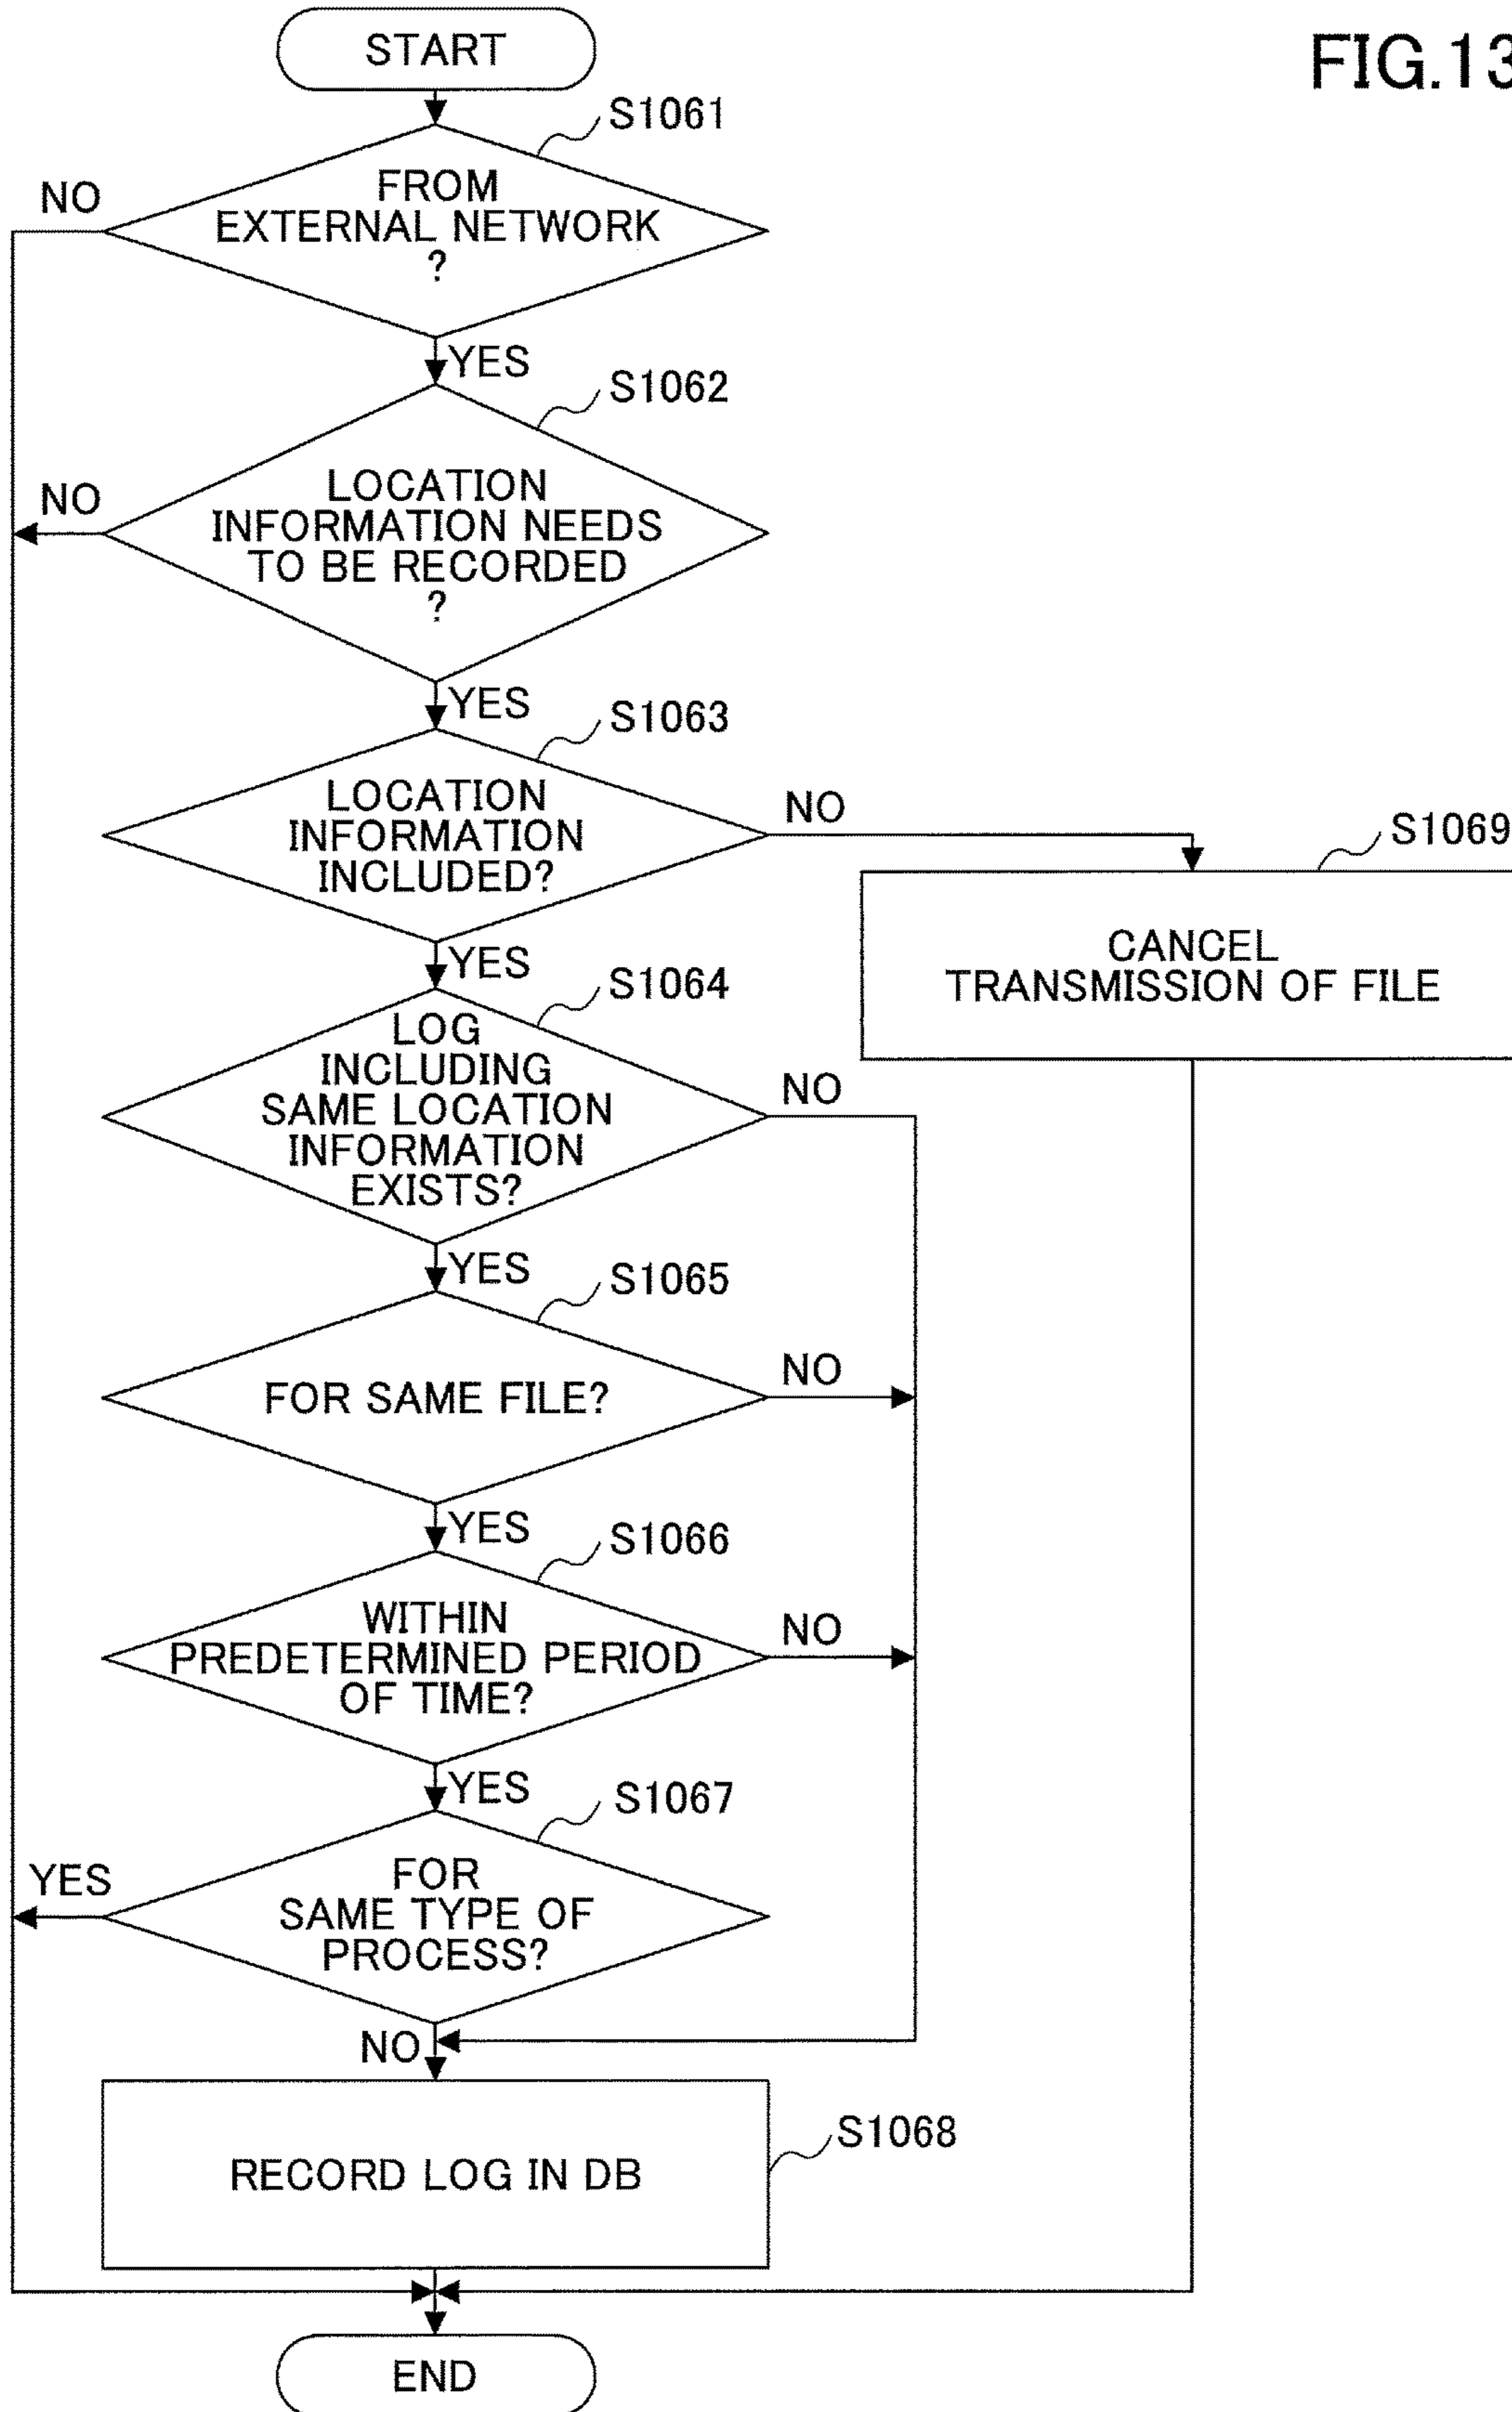 FIG.13
START
S1061
FROM
EXTERNAL NETWORK
?
NO
YES
S1062
LOCATION
INFORMATION NEEDS
TO BE RECORDED
?
NO
YES
S1063
LOCATION
INFORMATION
INCLUDED?
NO
S1069
CANCEL
TRANSMISSION OF FILE
YES
S1064
LOG
INCLUDING
SAME LOCATION
INFORMATION
EXISTS?
NO
YES
S1065
FOR SAME FILE?
NO
YES
S1066
WITHIN
PREDETERMINED PERIOD
OF TIME?
NO
YES
S1067
FOR
SAME TYPE OF
PROCESS?
YES
NO
S1068
RECORD LOG IN DB
END